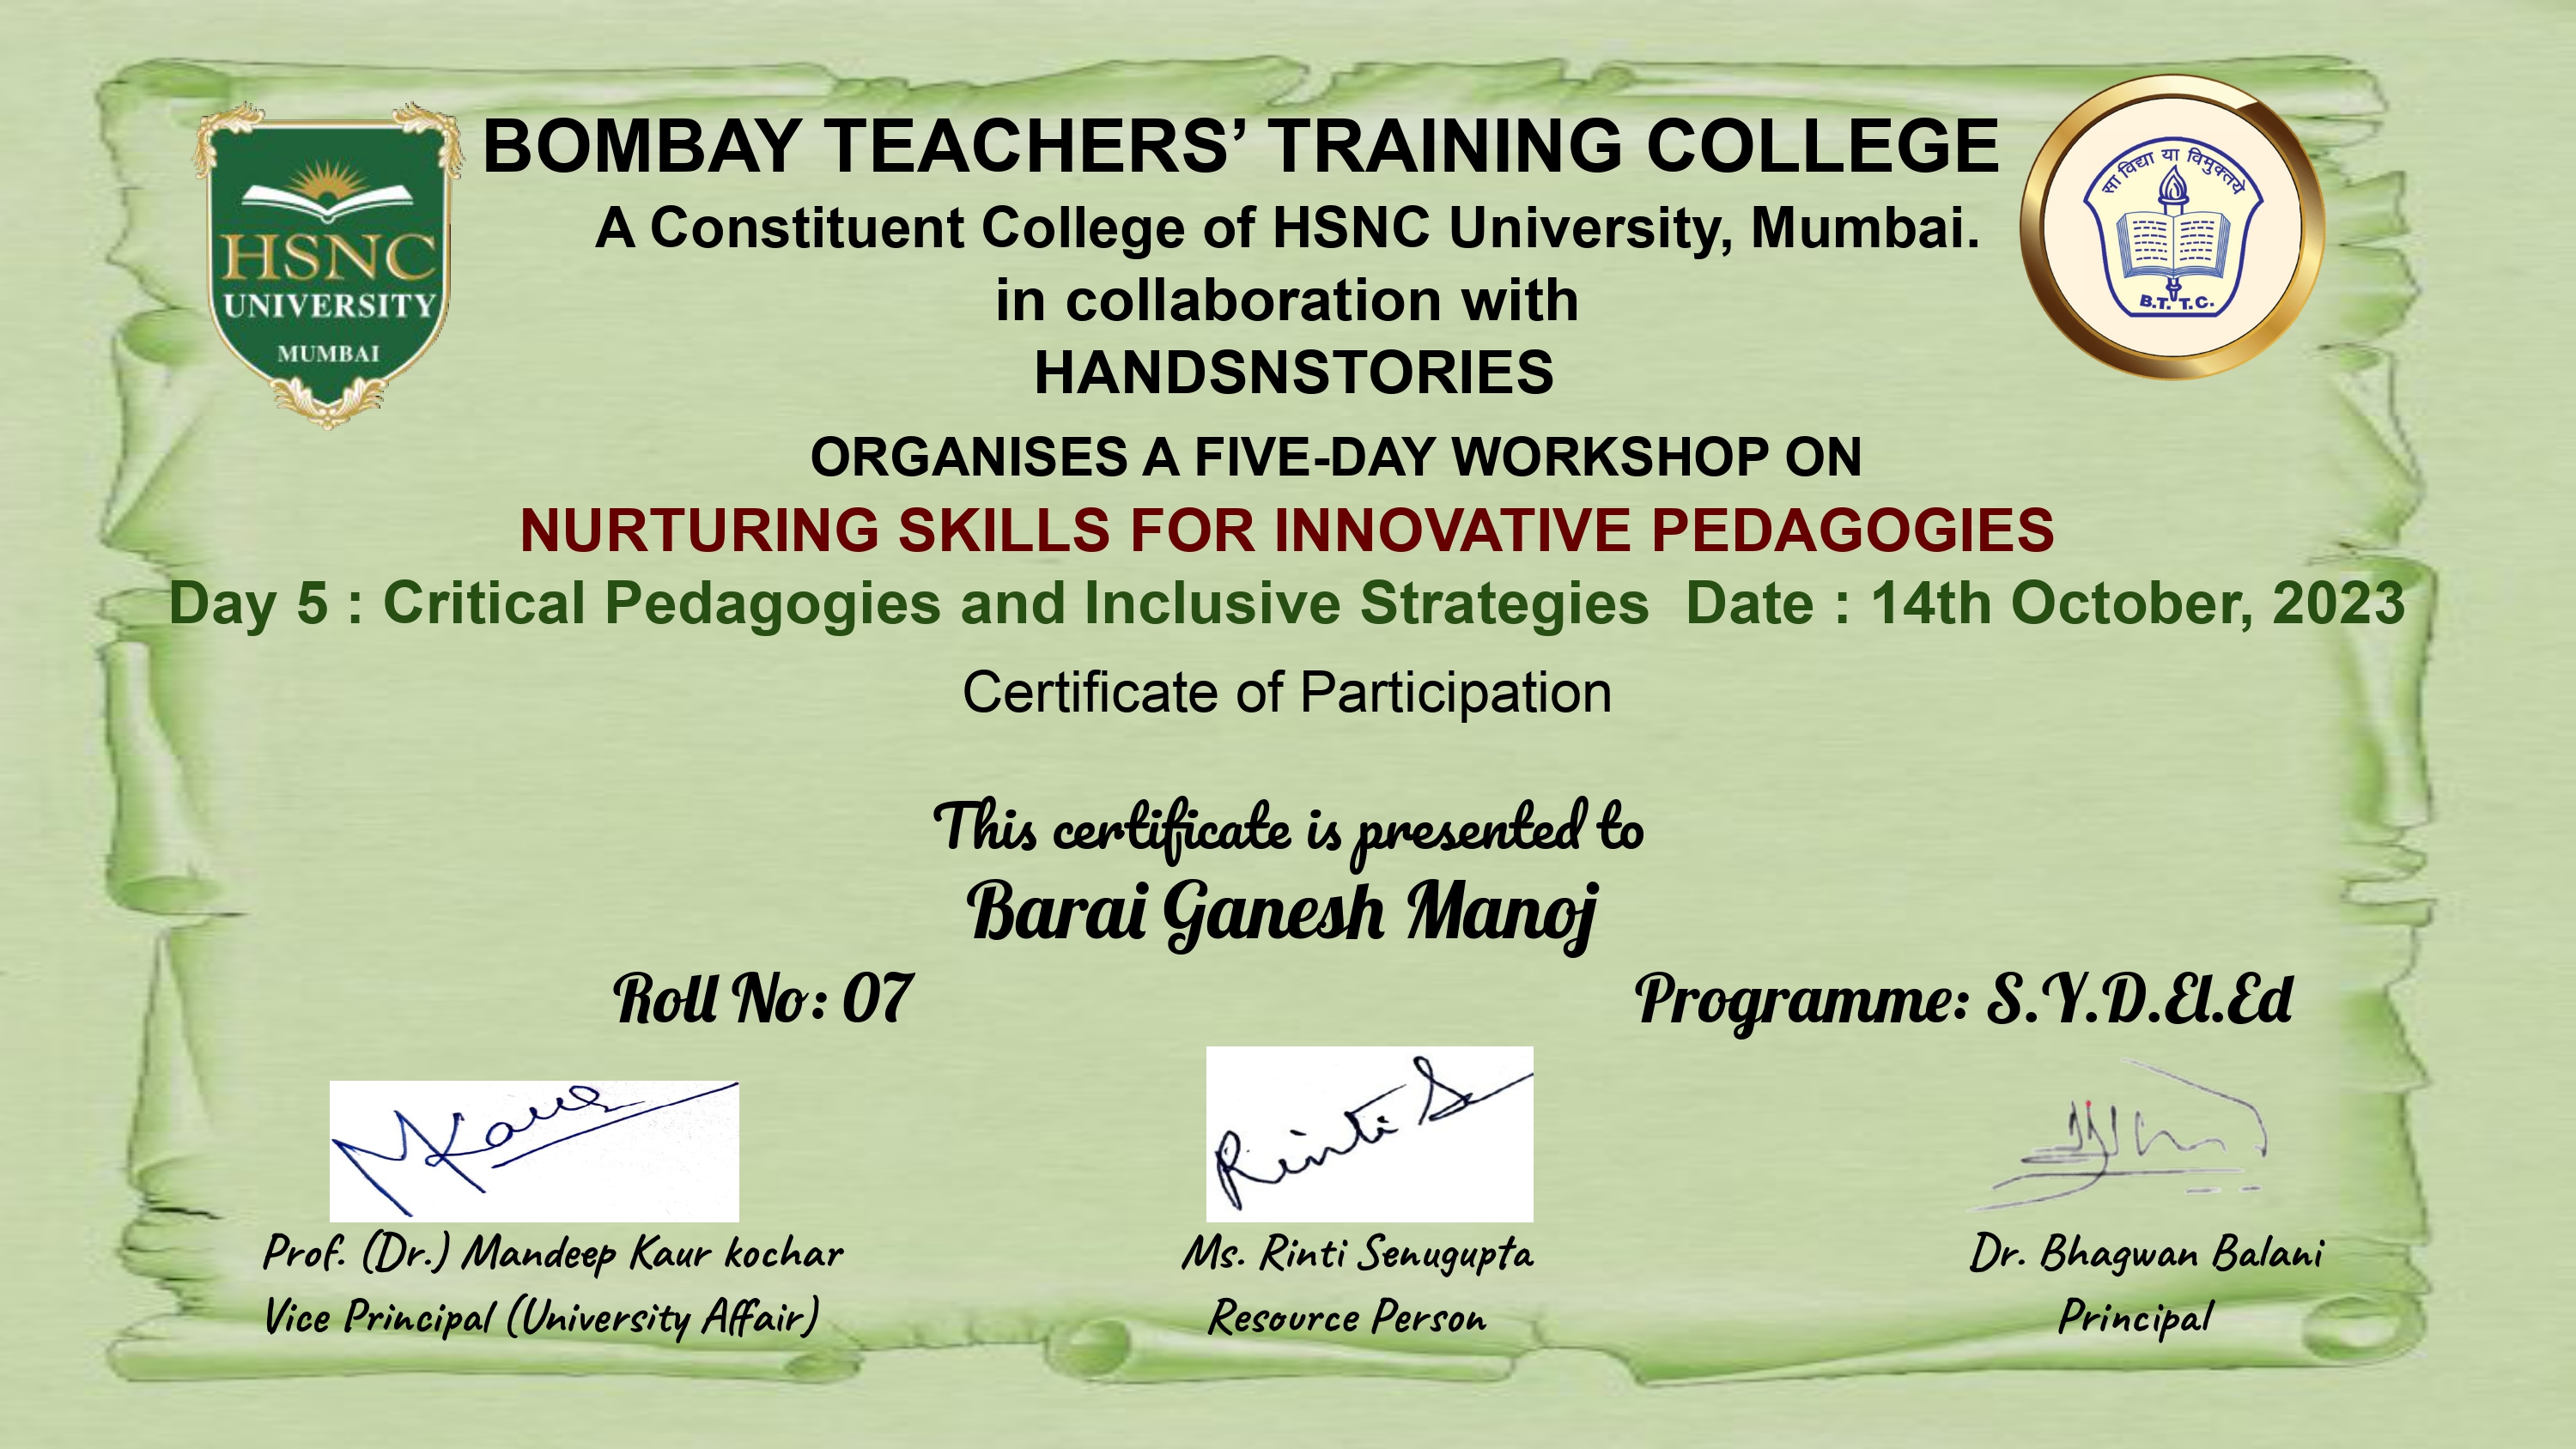 BOMBAY TEACHERS’ TRAINING COLLEGE
A Constituent College of HSNC University, Mumbai.
in collaboration with
HANDSNSTORIES
HSNC
UNIVERSITY
MUMBAI
सा विद्या या विमुक्तये
B.T.T.C.
ORGANISES A FIVE-DAY WORKSHOP ON
NURTURING SKILLS FOR INNOVATIVE PEDAGOGIES
Day 5 : Critical Pedagogies and Inclusive Strategies Date : 14th October, 2023
Certificate of Participation
This certificate is presented to
Barai Ganesh Manoj
Roll No: 07 Programme: S.Y.D.El.Ed
MKaur Rinti S
Prof. (Dr.) Mandeep Kaur kochar Ms. Rinti Senugupta Dr. Bhagwan Balani
Vice Principal (University Affair) Resource Person Principal